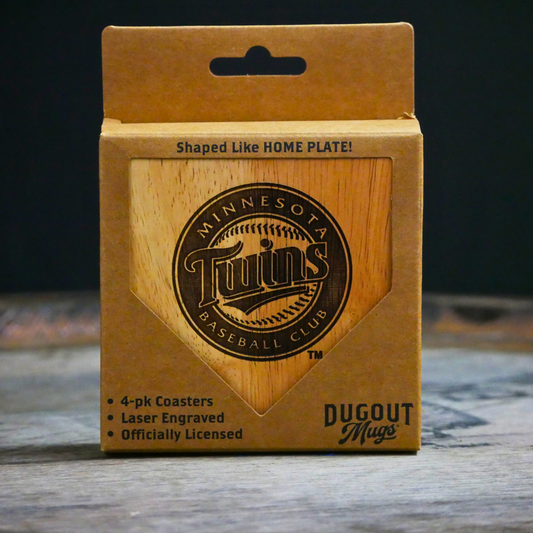 Shaped Like HOME PLATE!
MINNESOTA
Twins
BASEBALL CLUB
TM
• 4-pk Coasters
• Laser Engraved
• Officially Licensed
DUGOUT
Mugs®